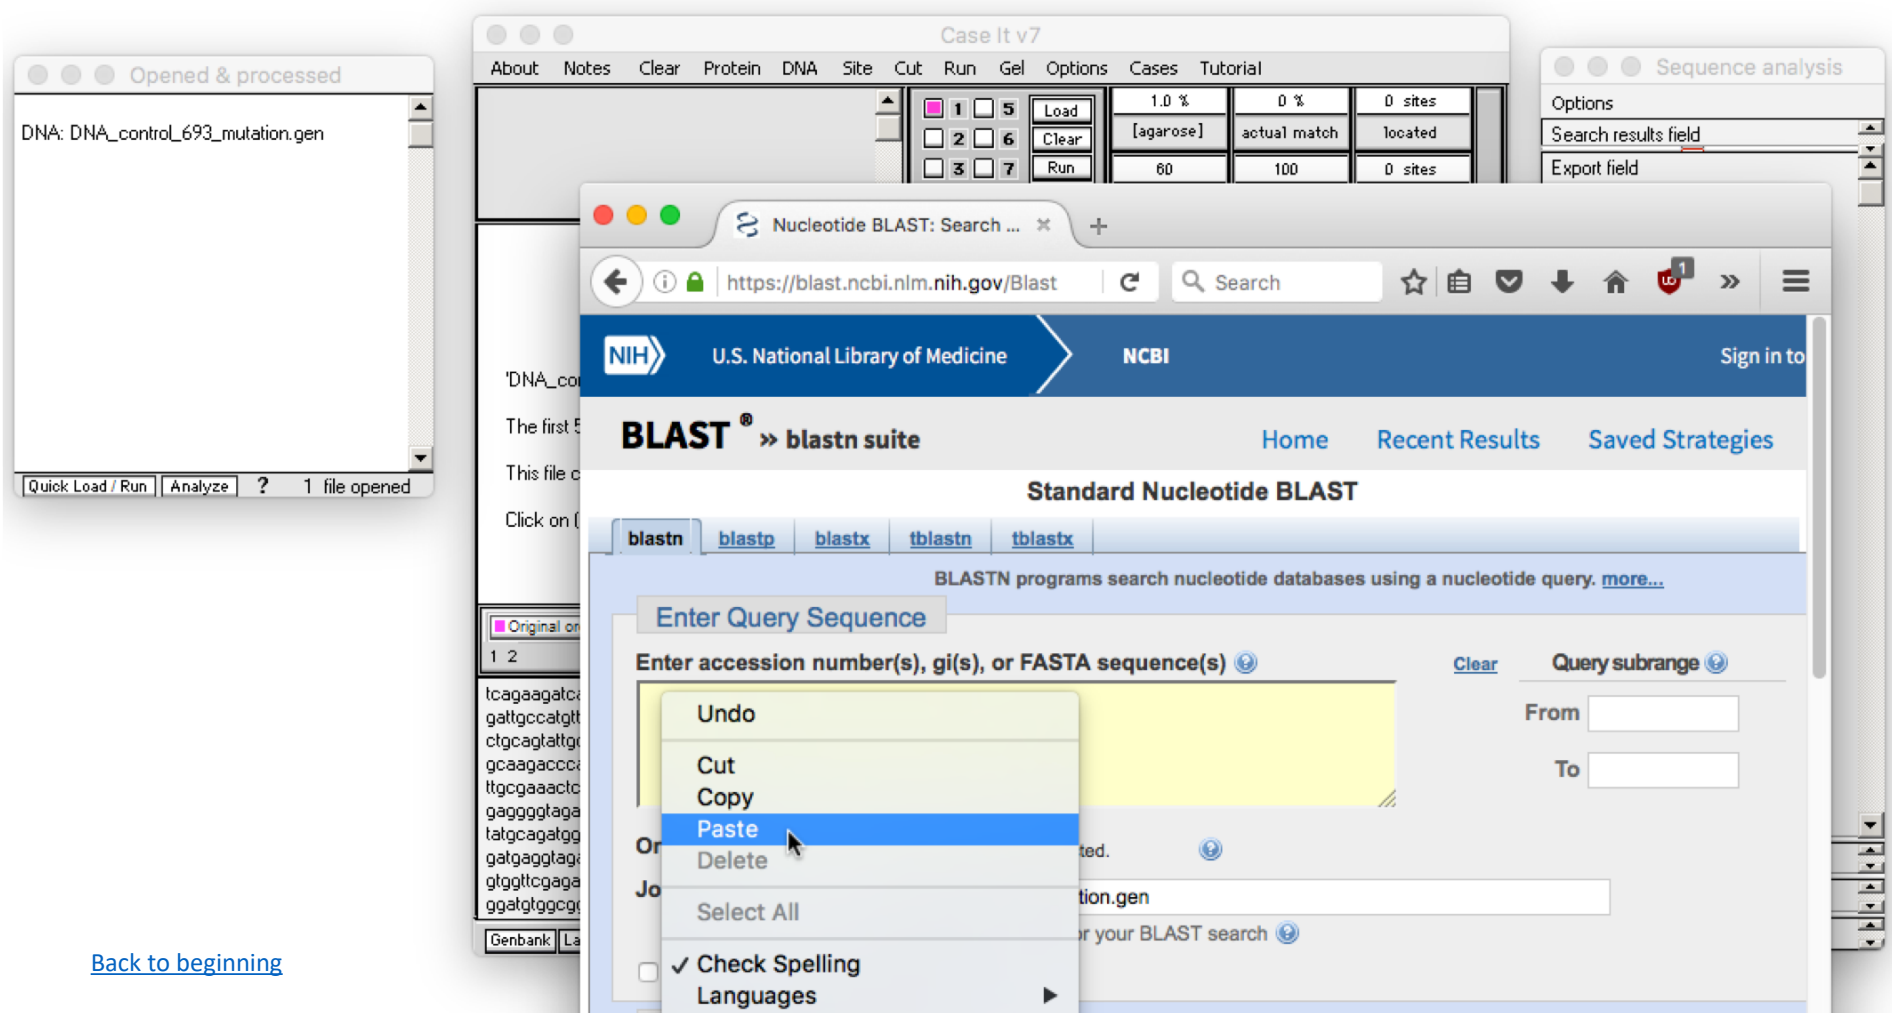 Opened & processed
DNA: DNA_control_693_mutation.gen
Quick Load / Run Analyze ? 1 file opened
Back to beginning
Case It v7
About Notes Clear Protein DNA Site Cut Run Gel Options Cases Tutorial
1 5 Load 1.0 % 0 % 0 sites
2 6 Clear [agarose] actual match located
3 7 Run 60 100 0 sites
'DNA_co
The first 5
This file c
Click on (
Original or
1 2
tcagaagatc
gattgccatgtt
ctgcagtattg
gcaagaccc
ttgcgaaactc
gaggggtaga
tatgcagatgg
gatgaggtag
gtggttcgaga
ggatgtggcg
Genbank La
Sequence analysis
Options
Search results field
Export field
Nucleotide BLAST: Search ...
https://blast.ncbi.nlm.nih.gov/Blast
Search
1
NIH U.S. National Library of Medicine NCBI Sign in to
BLAST ® » blastn suite Home Recent Results Saved Strategies
Standard Nucleotide BLAST
blastn blastp blastx tblastn tblastx
BLASTN programs search nucleotide databases using a nucleotide query. more...
Enter Query Sequence
Enter accession number(s), gi(s), or FASTA sequence(s) Clear Query subrange
From
To
Or
ted.
Jo
tion.gen
r your BLAST search
Undo
Cut
Copy
Paste
Delete
Select All
✓ Check Spelling
Languages